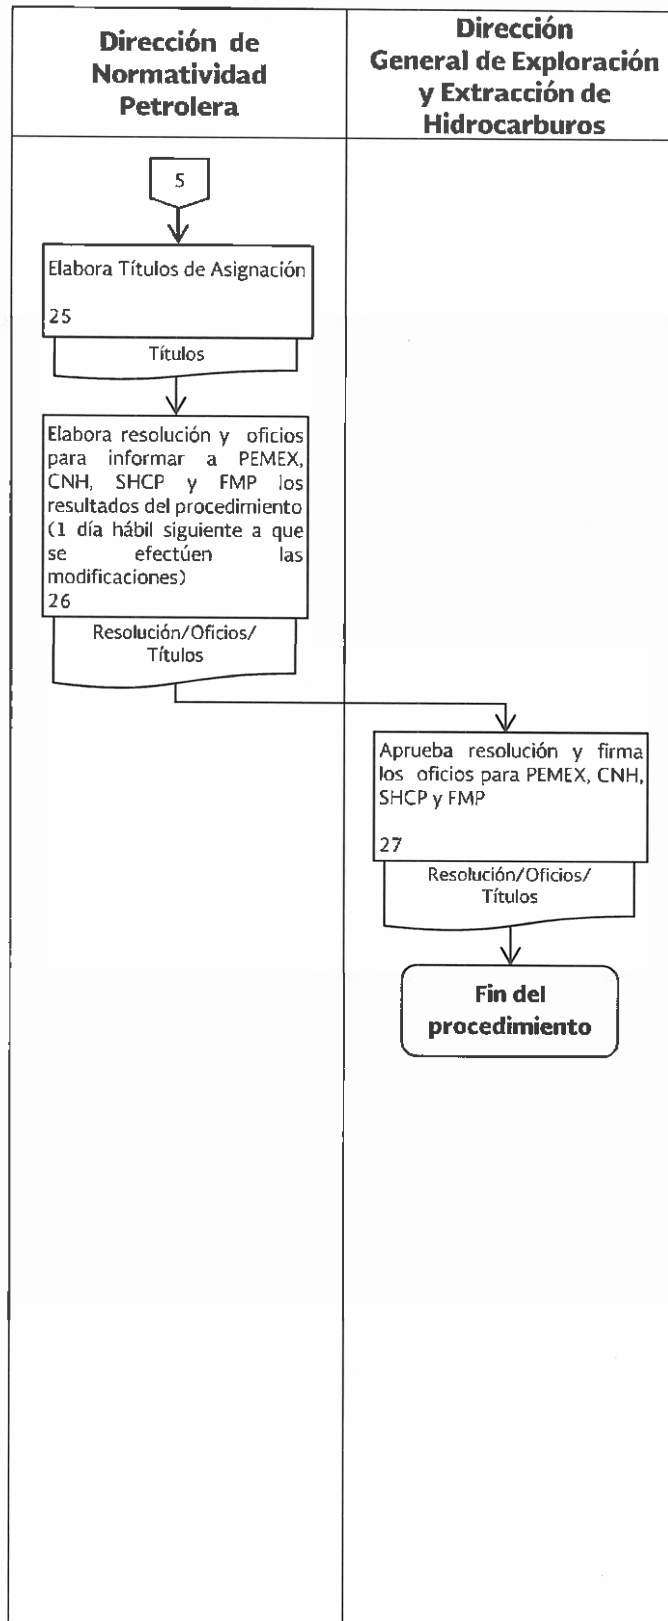 Dirección de
Normatividad
Petrolera
Dirección
General de Exploración
y Extracción de
Hidrocarburos
5
Elabora Títulos de Asignación
25
Títulos
Elabora resolución y oficios
para informar a PEMEX,
CNH, SHCP y FMP los
resultados del procedimiento
(1 día hábil siguiente a que
se efectúen las
modificaciones)
26
Resolución/Oficios/
Títulos
Aprueba resolución y firma
los oficios para PEMEX, CNH,
SHCP y FMP
27
Resolución/Oficios/
Títulos
Fin del
procedimiento